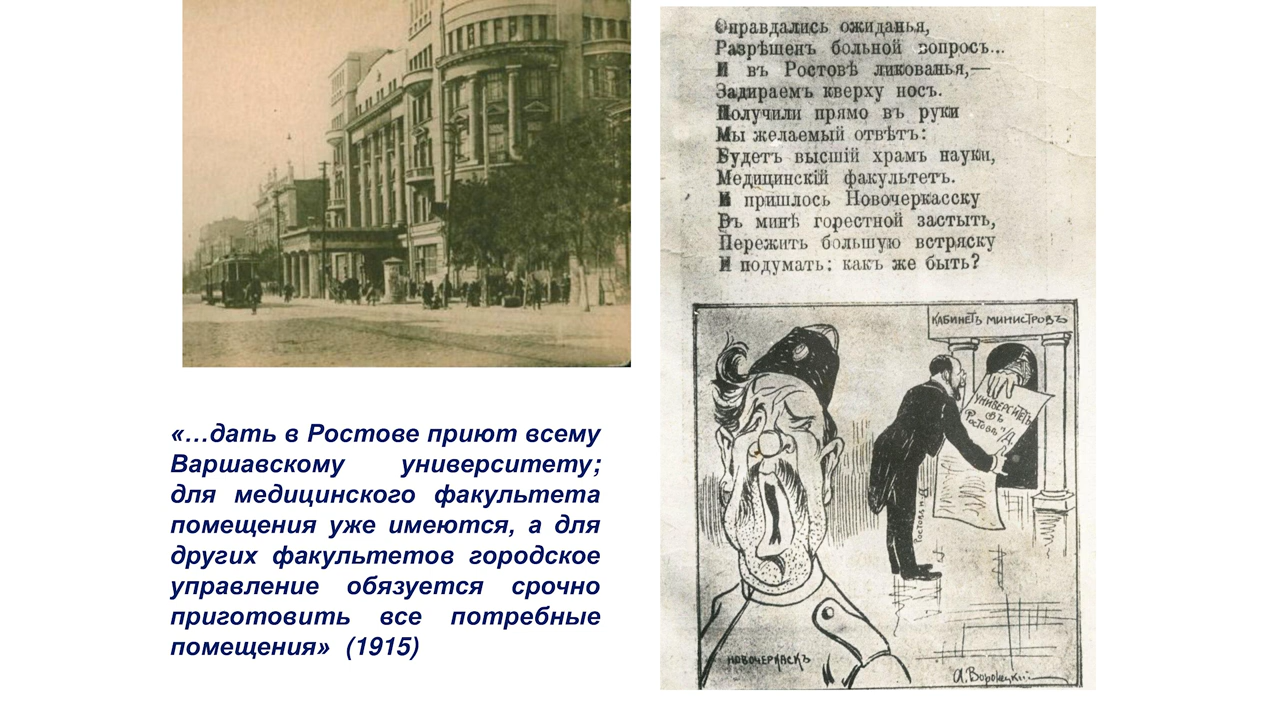 Оправдались ожиданья,
Разрѣшенъ больной вопросъ...
И въ Ростовѣ ликованья,—
Задираемъ кверху носъ.
Получили прямо въ руки
Мы желаемый отвѣтъ:
Будетъ высшій храмъ науки,
Медицинскій факультетъ.
И пришлось Новочеркасску
Въ минѣ горестной застыть,
Пережить большую встряску
И подумать: какъ же быть?
КАБИНЕТЪ МИНИСТРОВЪ
УНИВЕРСИТЕТЪ
ВЪ
РОСТОВѢ Н/Д.
РОСТОВЪ Н Д
НОВОЧЕРКАСКЪ
А. Воронецкій
«…дать в Ростове приют всему
Варшавскому университету;
для медицинского факультета
помещения уже имеются, а для
других факультетов городское
управление обязуется срочно
приготовить все потребные
помещения» (1915)